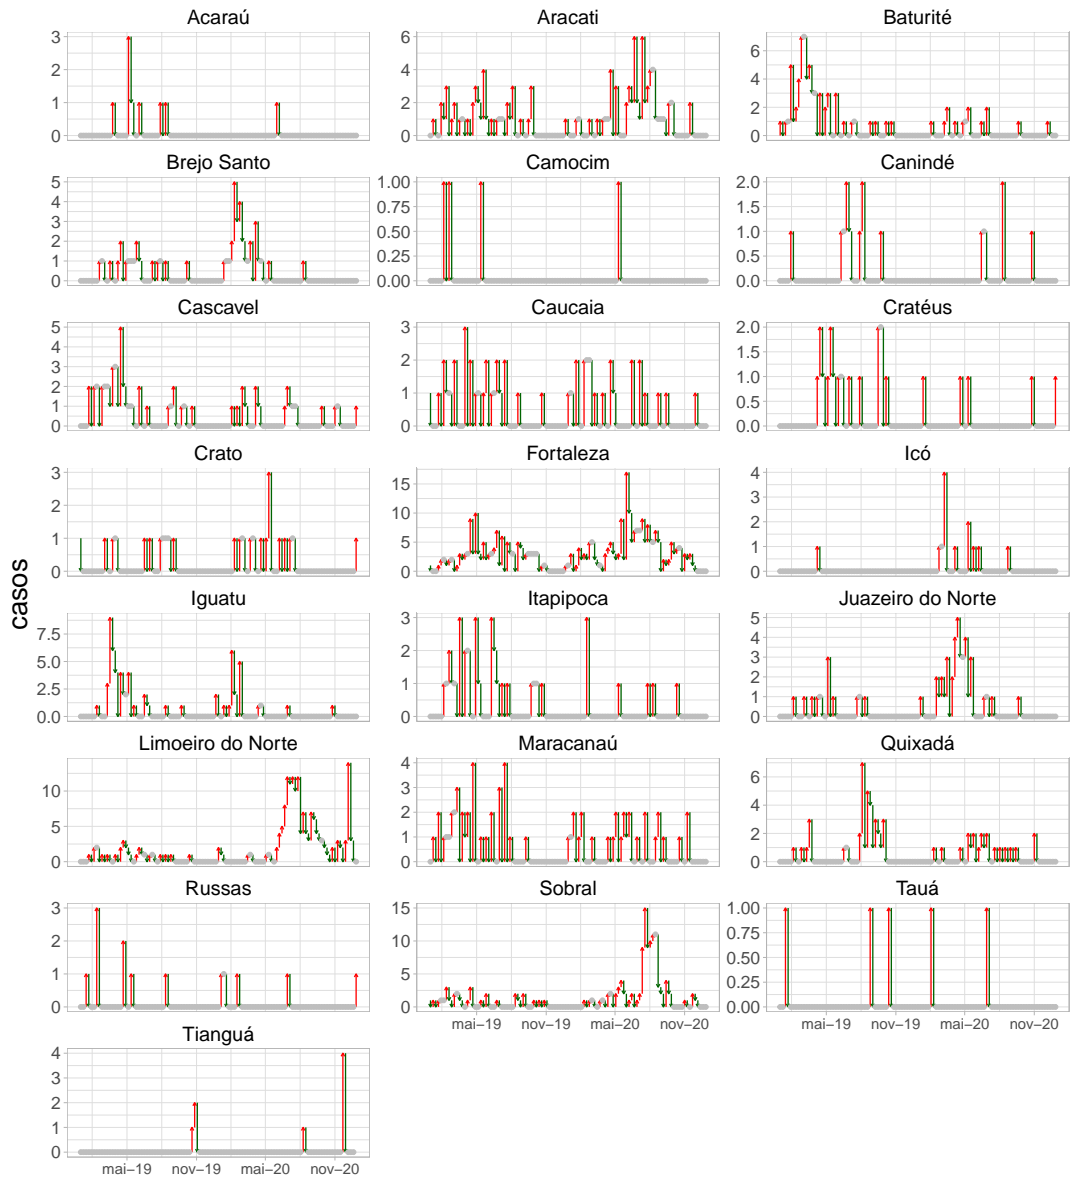 Acaraú Aracati Baturité
3 6 6
2 4 4
1 2 2
0 0 0
Brejo Santo Camocim Canindé
5 1.00 2.0
4 0.75 1.5
3 0.50 1.0
2 0.25 0.5
1 0.00 0.0
0
Cascavel Caucaia Cratéus
5 3 2.0
4 2 1.5
3 1 1.0
2 0 0.5
1 0.0
0
Crato Fortaleza Icó
3 15 4
2 10 3
1 5 2
0 0 1
0
casos
Iguatu Itapipoca Juazeiro do Norte
7.5 3 5
5.0 2 4
2.5 1 3
0.0 0 2
1
0
Limoeiro do Norte Maracanaú Quixadá
10 4 6
5 3 4
0 2 2
1 0
0
Russas Sobral Tauá
3 15 1.00
2 10 0.75
1 5 0.50
0 0 0.25
0.00
mai–19 nov–19 mai–20 nov–20 mai–19 nov–19 mai–20 nov–20
Tianguá
4
3
2
1
0
mai–19 nov–19 mai–20 nov–20